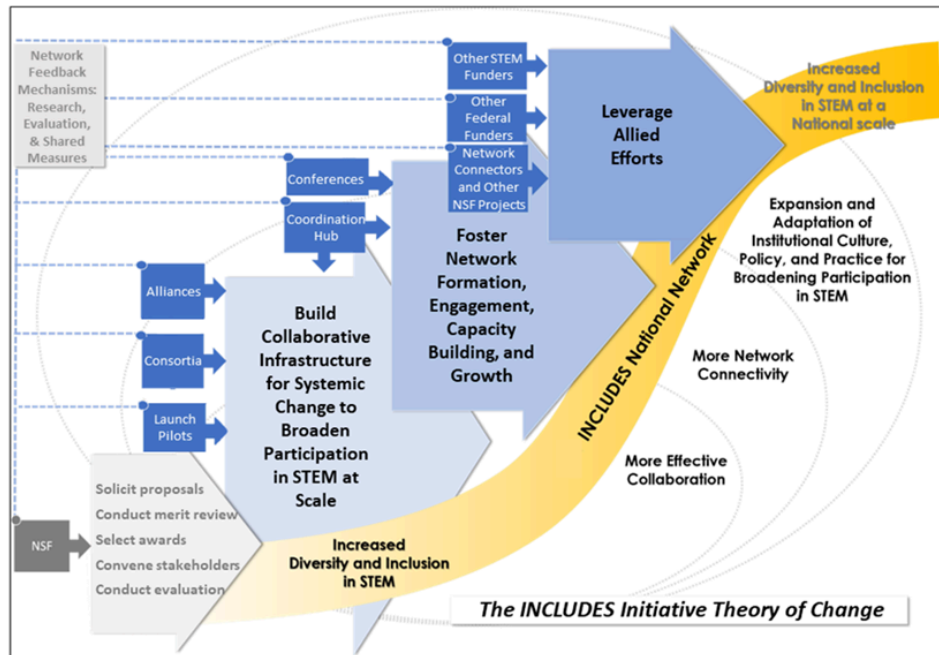 Network
Feedback
Mechanisms:
Research,
Evaluation,
& Shared
Measures
Other STEM
Funders
Other
Federal
Funders
Network
Connectors
and Other
NSF Projects
Leverage
Allied
Efforts
Increased
Diversity and Inclusion
in STEM at a
National scale
Conferences
Coordination
Hub
Foster
Network
Formation,
Engagement,
Capacity
Building, and
Growth
Expansion and
Adaptation of
Institutional Culture,
Policy, and Practice for
Broadening Participation
in STEM
Alliances
Consortia
Launch
Pilots
Build
Collaborative
Infrastructure
for Systemic
Change to
Broaden
Participation
in STEM at
Scale
INCLUDES National Network
More Network
Connectivity
More Effective
Collaboration
NSF
Solicit proposals
Conduct merit review
Select awards
Convene stakeholders
Conduct evaluation
Increased
Diversity and Inclusion
in STEM
The INCLUDES Initiative Theory of Change